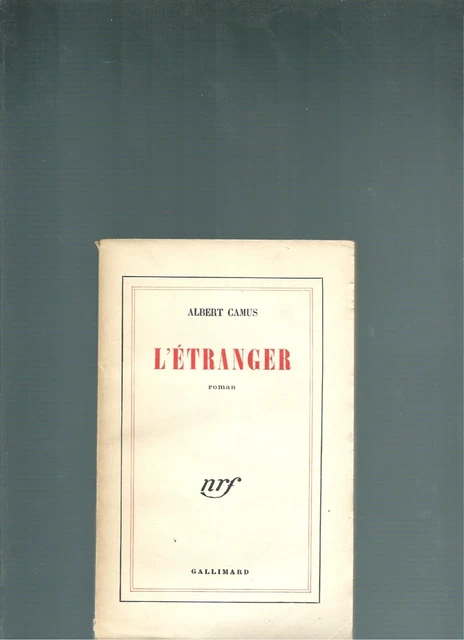 ALBERT CAMUS
L'ÉTRANGER
roman
nrf
GALLIMARD